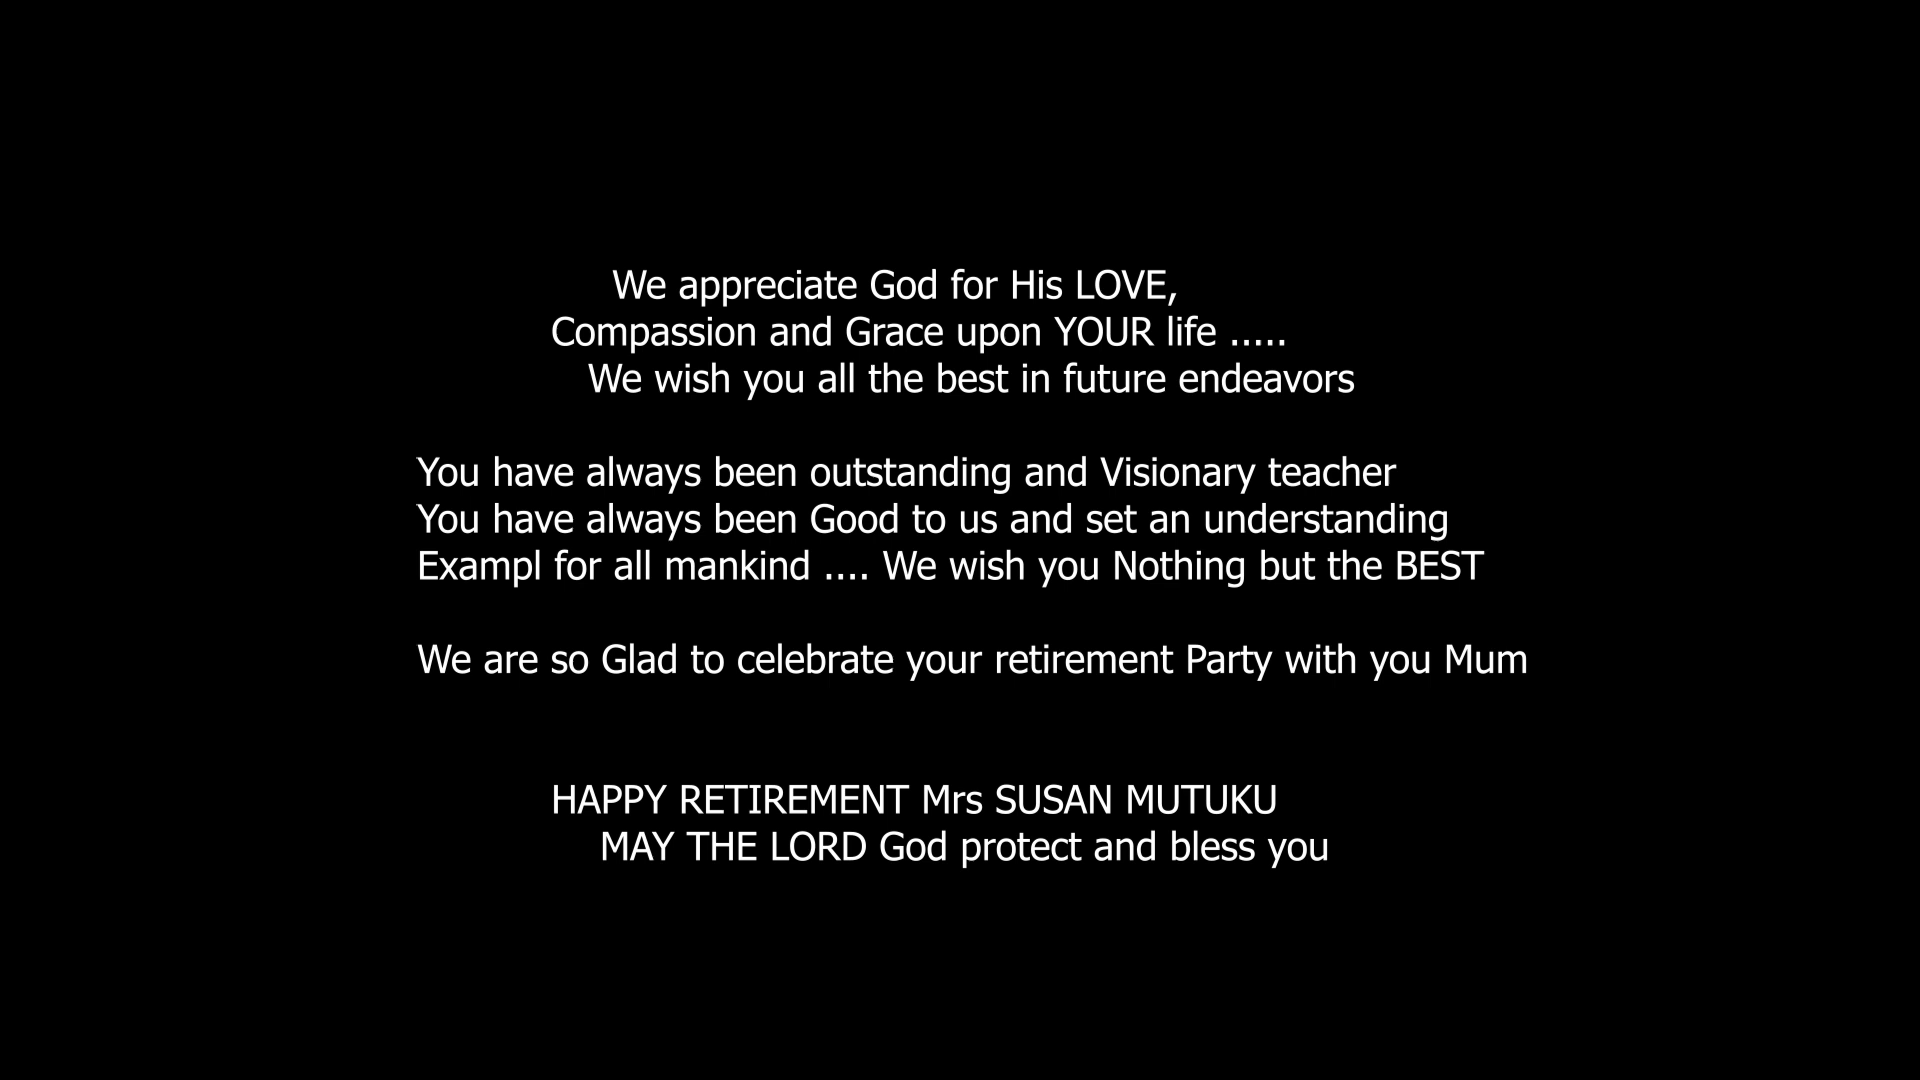 We appreciate God for His LOVE,
Compassion and Grace upon YOUR life .....
We wish you all the best in future endeavors
You have always been outstanding and Visionary teacher
You have always been Good to us and set an understanding
Exampl for all mankind .... We wish you Nothing but the BEST
We are so Glad to celebrate your retirement Party with you Mum
HAPPY RETIREMENT Mrs SUSAN MUTUKU
MAY THE LORD God protect and bless you